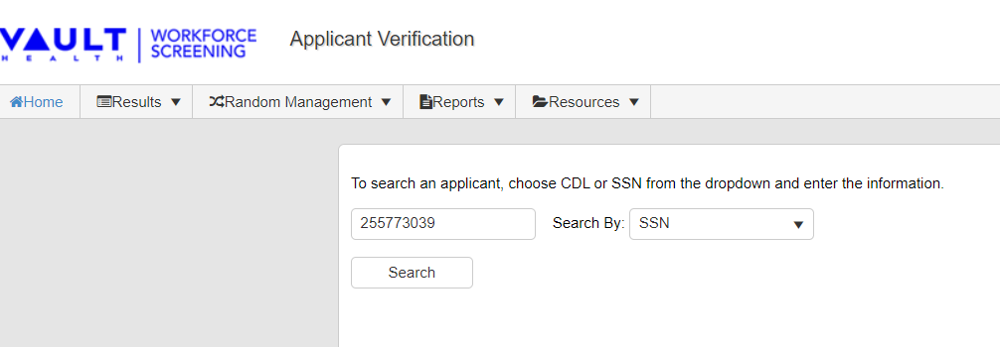 VAULT HEALTH | WORKFORCE SCREENING
Applicant Verification
Home Results Random Management Reports Resources
To search an applicant, choose CDL or SSN from the dropdown and enter the information.
255773039 Search By: SSN
Search